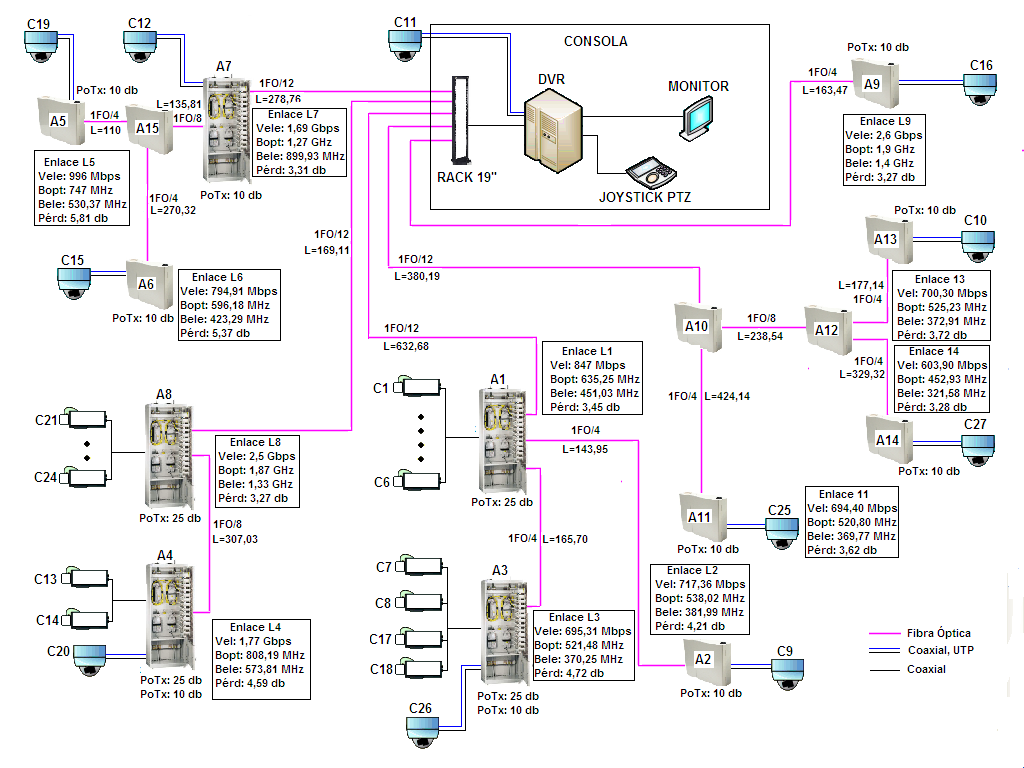 C19
C12
C11
CONSOLA
DVR
MONITOR
RACK 19"
JOYSTICK PTZ
PoTx: 10 db
1FO/4
L=163,47
A9
C16
Enlace L9
Vele: 2,6 Gbps
Bopt: 1,9 GHz
Bele: 1,4 GHz
Pérd: 3,27 db
A7
PoTx: 10 db
A5
1FO/4
L=110
A15
L=135,81
1FO/8
1FO/12
L=278,76
Enlace L7
Vele: 1,69 Gbps
Bopt: 1,27 GHz
Bele: 899,93 MHz
Pérd: 3,31 db
PoTx: 10 db
Enlace L5
Vele: 996 Mbps
Bopt: 747 MHz
Bele: 530,37 MHz
Pérd: 5,81 db
1FO/4
L=270,32
C15
A6
PoTx: 10 db
Enlace L6
Vele: 794,91 Mbps
Bopt: 596,18 MHz
Bele: 423,29 MHz
Pérd: 5,37 db
1FO/12
L=169,11
1FO/12
L=380,19
1FO/12
L=632,68
PoTx: 10 db
A13
C10
L=177,14
1FO/4
Enlace 13
Vel: 700,30 Mbps
Bopt: 525,23 MHz
Bele: 372,91 MHz
Pérd: 3,72 db
A10
1FO/8
L=238,54
A12
1FO/4
L=329,32
Enlace 14
Vel: 603,90 Mbps
Bopt: 452,93 MHz
Bele: 321,58 MHz
Pérd: 3,28 db
A14
C27
PoTx: 10 db
1FO/4
L=424,14
A11
PoTx: 10 db
C25
Enlace 11
Vel: 694,40 Mbps
Bopt: 520,80 MHz
Bele: 369,77 MHz
Pérd: 3,62 db
Enlace L1
Vel: 847 Mbps
Bopt: 635,25 MHz
Bele: 451,03 MHz
Pérd: 3,45 db
A1
C1
C6
PoTx: 25 db
1FO/4
L=143,95
1FO/4
L=165,70
A8
C21
C24
PoTx: 25 db
Enlace L8
Vele: 2,5 Gbps
Bopt: 1,87 GHz
Bele: 1,33 GHz
Pérd: 3,27 db
1FO/8
L=307,03
A4
C13
C14
C20
PoTx: 25 db
PoTx: 10 db
Enlace L4
Vel: 1,77 Gbps
Bopt: 808,19 MHz
Bele: 573,81 MHz
Pérd: 4,59 db
C7
C8
C17
C18
C26
A3
PoTx: 25 db
PoTx: 10 db
Enlace L3
Vele: 695,31 Mbps
Bopt: 521,48 MHz
Bele: 370,25 MHz
Pérd: 4,72 db
Enlace L2
Vel: 717,36 Mbps
Bopt: 538,02 MHz
Bele: 381,99 MHz
Pérd: 4,21 db
A2
C9
PoTx: 10 db
Fibra Óptica
Coaxial, UTP
Coaxial